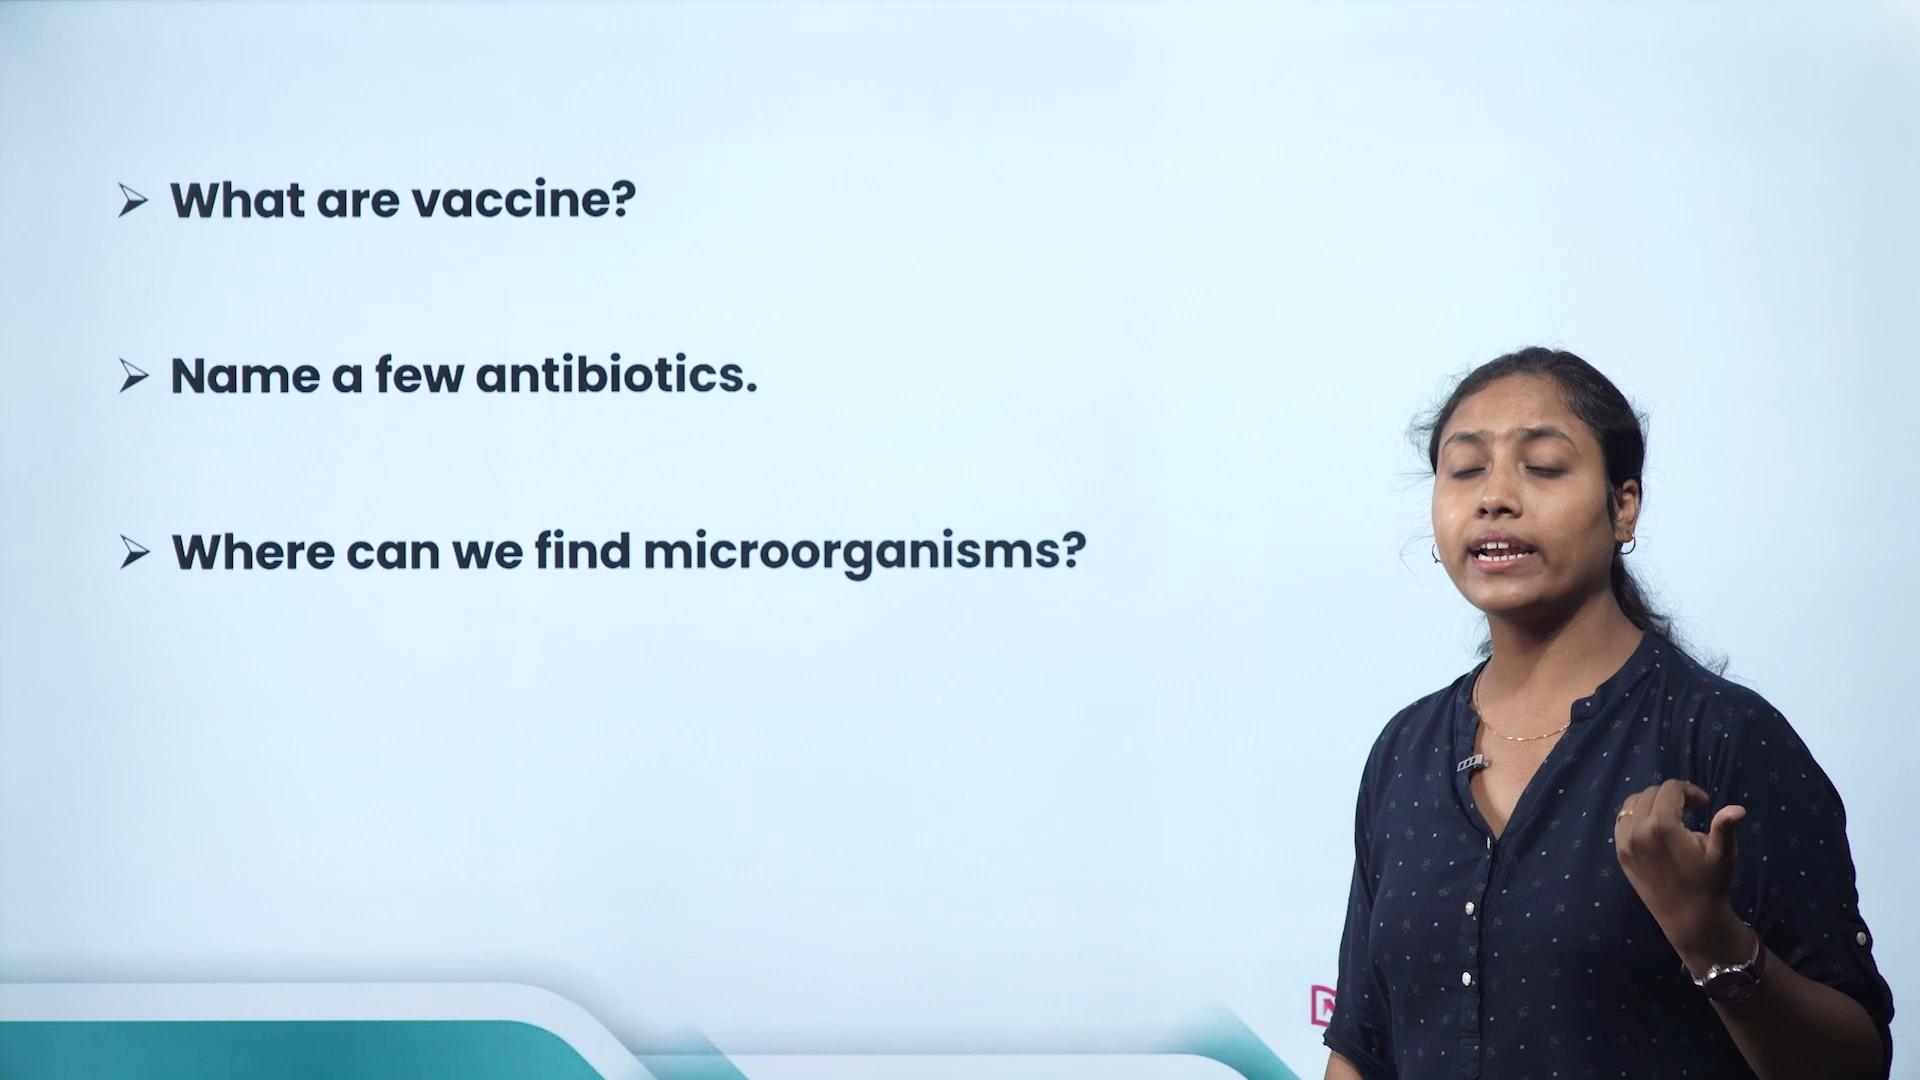 What are vaccine?
Name a few antibiotics.
Where can we find microorganisms?